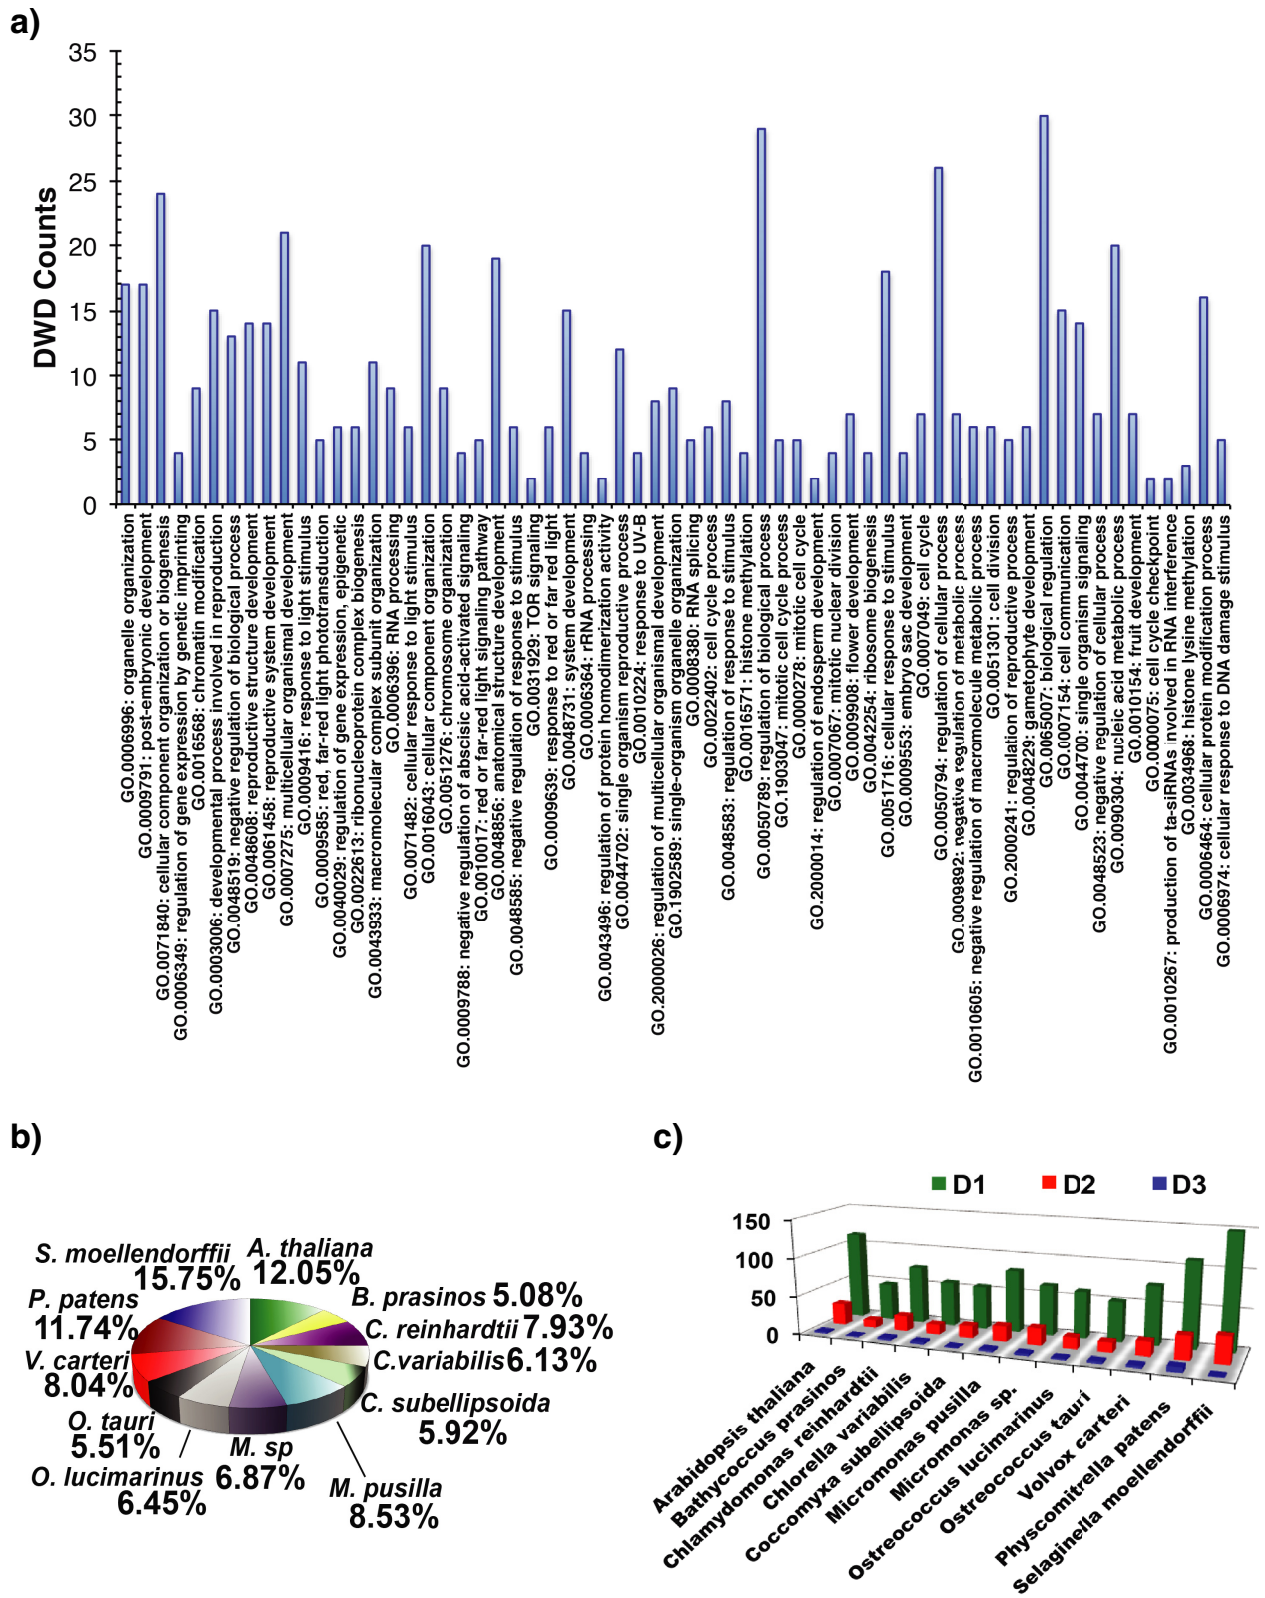 a)
DWD Counts
35
30
25
20
15
10
5
0
GO.0006996: organelle organization
GO.0009791: post-embryonic development
GO.0071840: cellular component organization or biogenesis
GO.0006349: regulation of gene expression by genetic imprinting
GO.0016568: chromatin modification
GO.0003006: developmental process involved in reproduction
GO.0048519: negative regulation of biological process
GO.0048608: reproductive structure development
GO.0061458: reproductive system development
GO.0007275: multicellular organismal development
GO.0009416: response to light stimulus
GO.0009585: red, far-red light phototransduction
GO.0040029: regulation of gene expression, epigenetic
GO.0022613: ribonucleoprotein complex biogenesis
GO.0043933: macromolecular complex subunit organization
GO.0006396: RNA processing
GO.0071482: cellular response to light stimulus
GO.0016043: cellular component organization
GO.0051276: chromosome organization
GO.0009788: negative regulation of abscisic acid-activated signaling
GO.0010017: red or far-red light signaling pathway
GO.0048856: anatomical structure development
GO.0048585: negative regulation of response to stimulus
GO.0031929: TOR signaling
GO.0009639: response to red or far red light
GO.0048731: system development
GO.0006364: rRNA processing
GO.0043496: regulation of protein homodimerization activity
GO.0044702: single organism reproductive process
GO.0010224: response to UV-B
GO.2000026: regulation of multicellular organismal development
GO.1902589: single-organism organelle organization
GO.0008380: RNA splicing
GO.0022402: cell cycle process
GO.0048583: regulation of response to stimulus
GO.0016571: histone methylation
GO.0050789: regulation of biological process
GO.1903047: mitotic cell cycle process
GO.0000278: mitotic cell cycle
GO.2000014: regulation of endosperm development
GO.0007067: mitotic nuclear division
GO.0009908: flower development
GO.0042254: ribosome biogenesis
GO.0051716: cellular response to stimulus
GO.0009553: embryo sac development
GO.0007049: cell cycle
GO.0050794: regulation of cellular process
GO.0009892: negative regulation of metabolic process
GO.0010605: negative regulation of macromolecule metabolic process
GO.0051301: cell division
GO.2000241: regulation of reproductive process
GO.0048229: gametophyte development
GO.0065007: biological regulation
GO.0007154: cell communication
GO.0044700: single organism signaling
GO.0048523: negative regulation of cellular process
GO.0090304: nucleic acid metabolic process
GO.0010154: fruit development
GO.0000075: cell cycle checkpoint
GO.0010267: production of ta-siRNAs involved in RNA interference
GO.0034968: histone lysine methylation
GO.0006464: cellular protein modification process
GO.0006974: cellular response to DNA damage stimulus
b)
S. moellendorffii
15.75%
A. thaliana
12.05%
B. prasinos 5.08%
P. patens
11.74%
C. reinhardtii 7.93%
V. carteri
8.04%
C.variabilis 6.13%
C. subellipsoida
5.92%
O. tauri
5.51%
M. sp
6.87%
O. lucimarinus
6.45%
M. pusilla
8.53%
c)
D1 D2 D3
150
100
50
0
Arabidopsis thaliana
Bathycoccus prasinos
Chlamydomonas reinhardtii
Chlorella variabilis
Coccomyxa subellipsoida
Micromonas pusilla
Micromonas sp.
Ostreococcus lucimarinus
Ostreococcus tauri
Volvox carteri
Physcomitrella patens
Selaginella moellendorffii